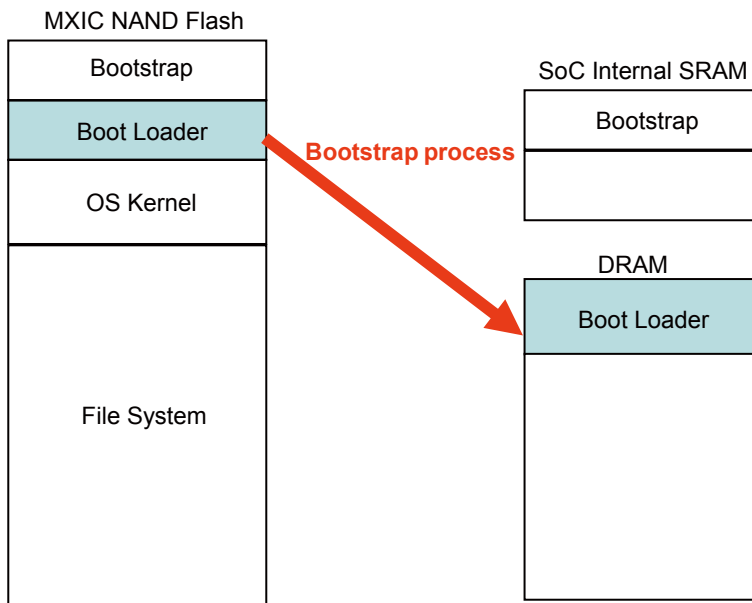 MXIC NAND Flash
Bootstrap
Boot Loader
OS Kernel
File System
Bootstrap process
SoC Internal SRAM
Bootstrap
DRAM
Boot Loader